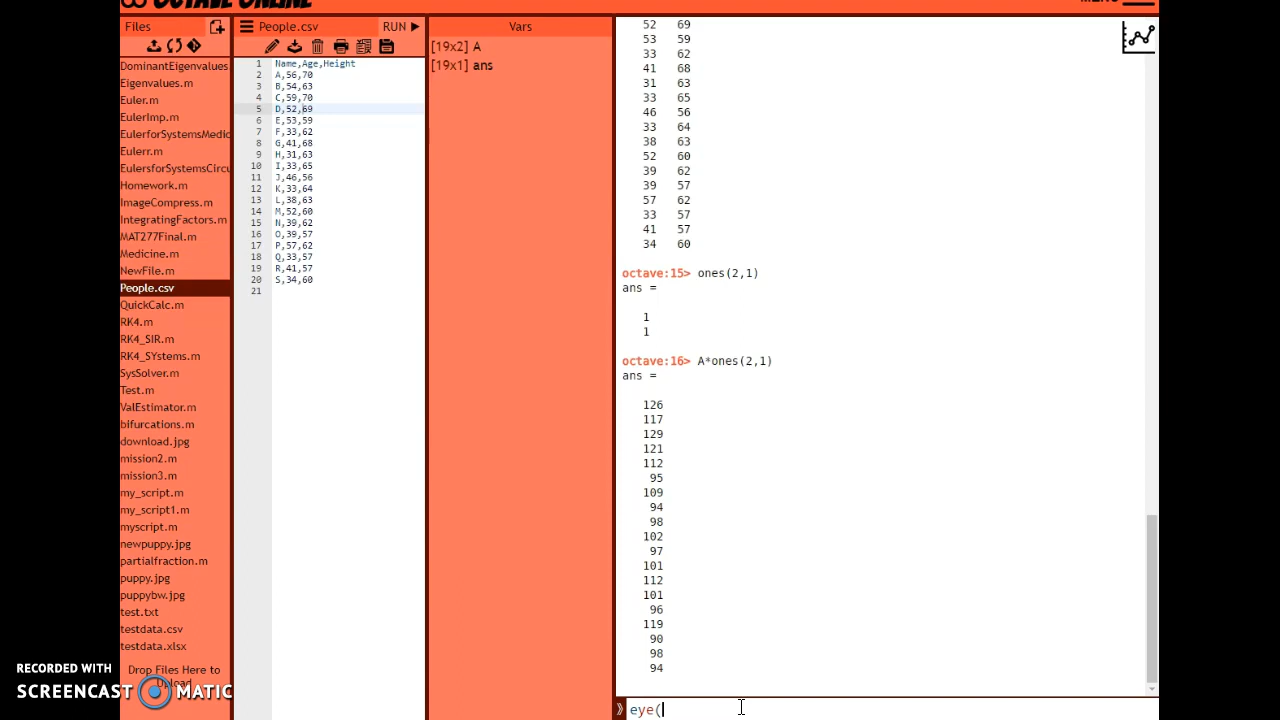 OCTAVE ONLINE
MENU
Files
People.csv
RUN
Vars
DominantEigenvalues
Eigenvalues.m
Euler.m
EulerImp.m
EulerforSystemsMedic
Eulerr.m
EulersforSystemsCircu
Homework.m
ImageCompress.m
IntegratingFactors.m
MAT277Final.m
Medicine.m
NewFile.m
People.csv
QuickCalc.m
RK4.m
RK4_SIR.m
RK4_SYstems.m
SysSolver.m
Test.m
ValEstimator.m
bifurcations.m
download.jpg
mission2.m
mission3.m
my_script.m
my_script1.m
myscript.m
newpuppy.jpg
partialfraction.m
puppy.jpg
puppybw.jpg
test.txt
testdata.csv
testdata.xlsx
Drop Files Here to
Upload
1 Name,Age,Height
2 A,56,70
3 B,54,63
4 C,59,70
5 D,52,69
6 E,53,59
7 F,33,62
8 G,41,68
9 H,31,63
10 I,33,65
11 J,46,56
12 K,33,64
13 L,38,63
14 M,52,60
15 N,39,62
16 O,39,57
17 P,57,62
18 Q,33,57
19 R,41,57
20 S,34,60
21
[19x2] A
[19x1] ans
52 69
53 59
33 62
41 68
31 63
33 65
46 56
33 64
38 63
52 60
39 62
39 57
57 62
33 57
41 57
34 60
octave:15> ones(2,1)
ans =
1
1
octave:16> A*ones(2,1)
ans =
126
117
129
121
112
95
109
94
98
102
97
101
112
101
96
119
90
98
94
» eye(
RECORDED WITH
SCREENCAST MATIC